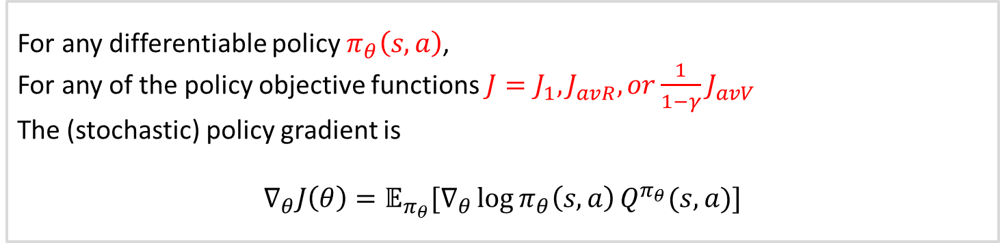 For any differentiable policy $\pi_\theta(s, a)$,
For any of the policy objective functions $J = J_1, J_{avR}, or \frac{1}{1-\gamma} J_{avV}$
The (stochastic) policy gradient is
$\nabla_\theta J(\theta) = \mathbb{E}_{\pi_\theta}[\nabla_\theta \log \pi_\theta(s, a) \, Q^{\pi_\theta}(s, a)]$